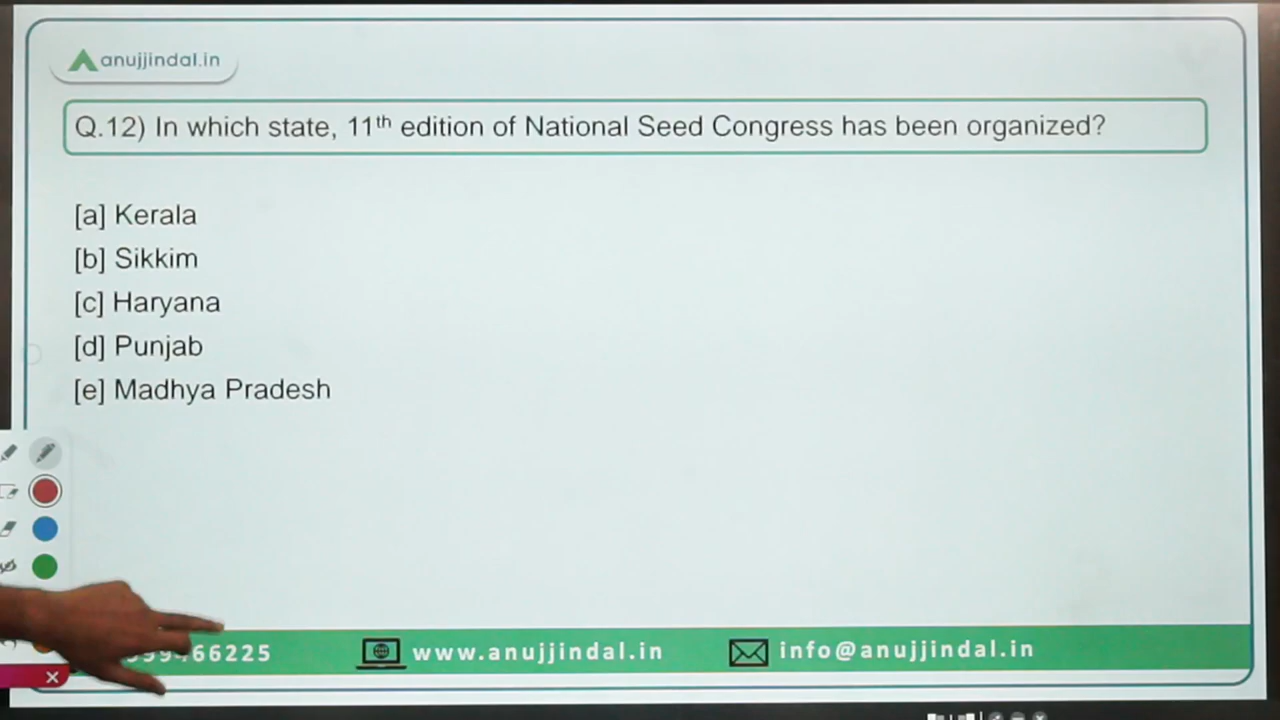 anujjindal.in
Q.12) In which state, 11th edition of National Seed Congress has been organized?
[a] Kerala
[b] Sikkim
[c] Haryana
[d] Punjab
[e] Madhya Pradesh
66225
www.anujjindal.in
info@anujjindal.in